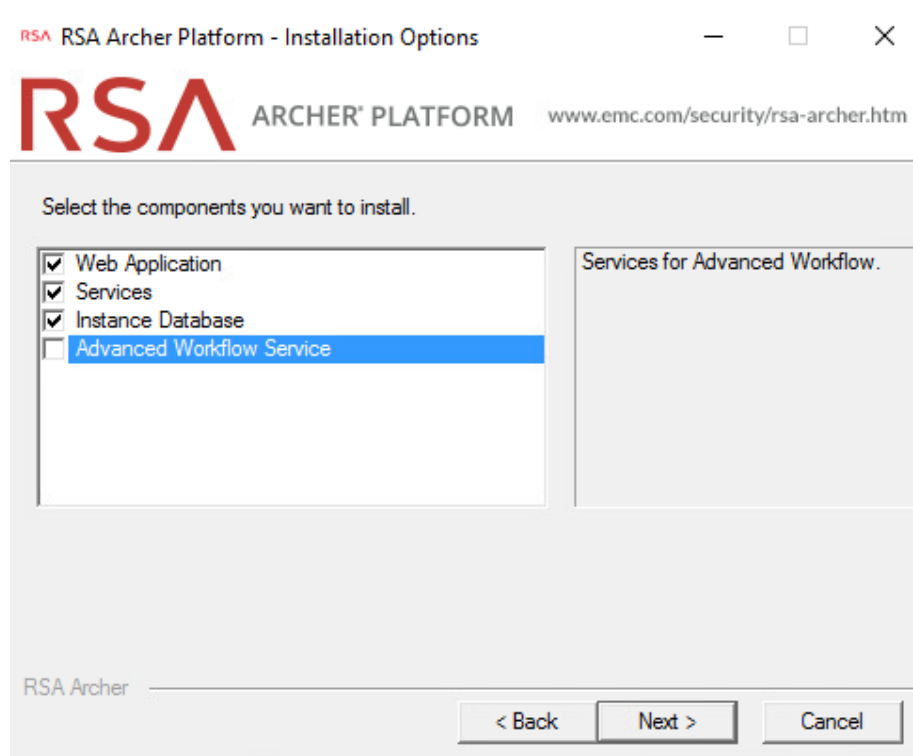 RSA RSA Archer Platform - Installation Options
RSA ARCHER® PLATFORM www.emc.com/security/rsa-archer.htm
Select the components you want to install.
Web Application
Services
Instance Database
Advanced Workflow Service
Services for Advanced Workflow.
RSA Archer
< Back Next > Cancel